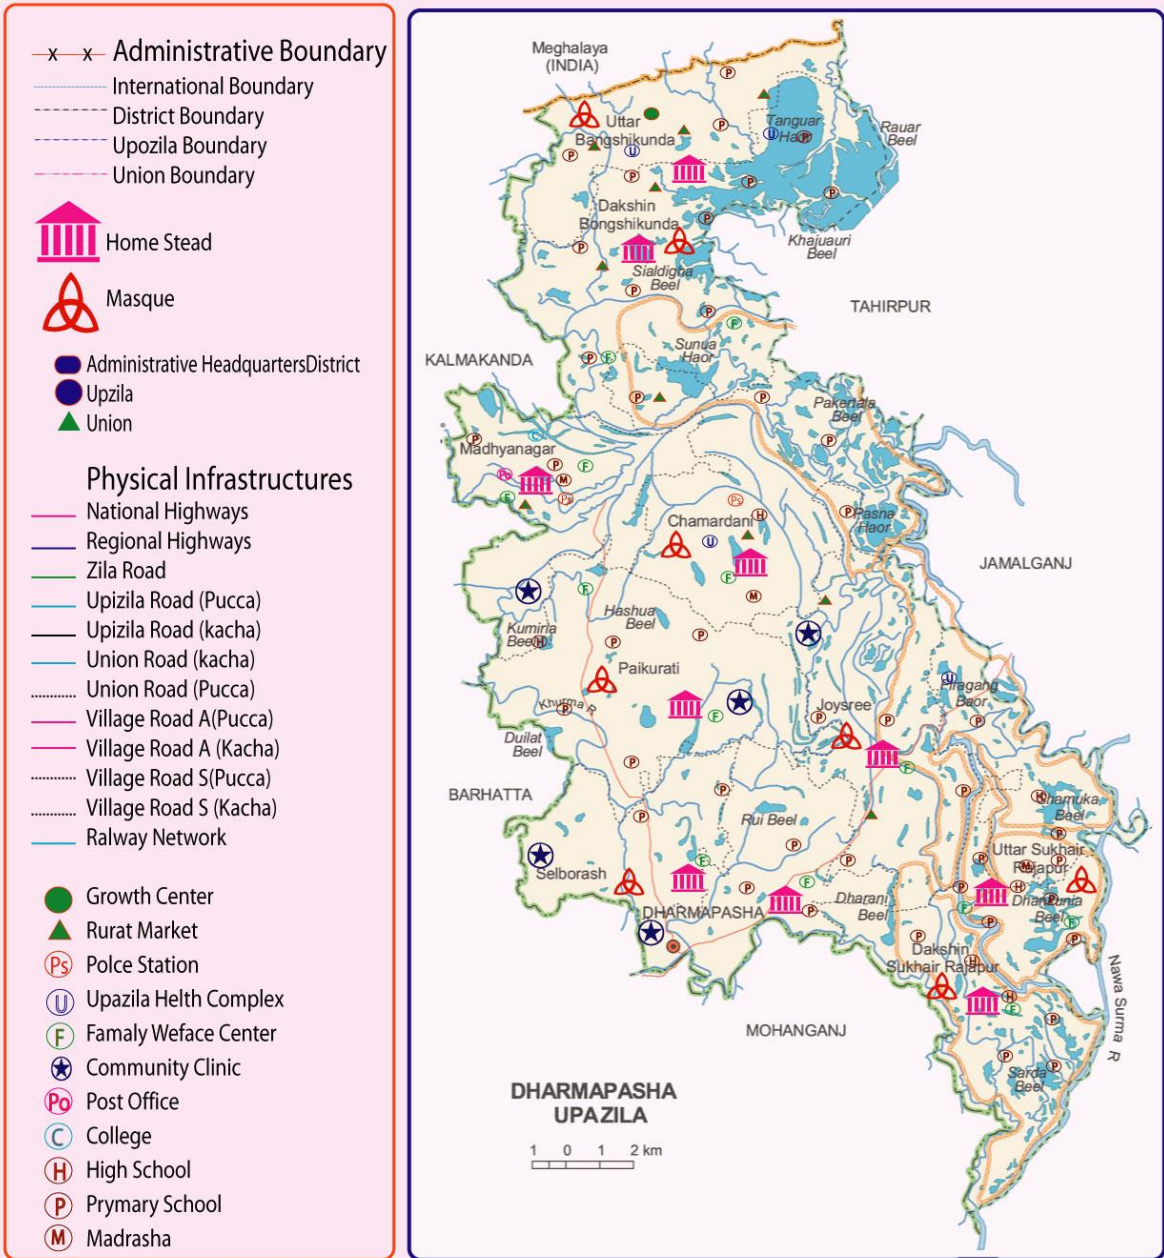 Administrative Boundary
International Boundary
District Boundary
Upozila Boundary
Union Boundary
Home Stead
Masque
Administrative HeadquartersDistrict
Upzila
Union
Physical Infrastructures
National Highways
Regional Highways
Zila Road
Upizila Road (Pucca)
Upizila Road (kacha)
Union Road (kacha)
Union Road (Pucca)
Village Road A(Pucca)
Village Road A (Kacha)
Village Road S(Pucca)
Village Road S (Kacha)
Ralway Network
Growth Center
Rurat Market
Ps Polce Station
U Upazila Helth Complex
F Famaly Weface Center
Community Clinic
Po Post Office
C College
H High School
P Prymary School
M Madrasha
Meghalaya
(INDIA)
Uttar
Bangshikunda
Tanguar
Haor
Rauar
Beel
Dakshin
Bongshikunda
Khajuauri
Beel
Sialdigha
Beel
TAHIRPUR
Sunua
Haor
KALMAKANDA
Pakertala
Beel
Madhyanagar
Chamardani
Pasna
Haor
JAMALGANJ
Hashua
Beel
Kumiria
Beel
Paikurati
Khurma R
Piragang
Baor
Joysree
Duilat
Beel
BARHATTA
Rui Beel
Shamuka
Beel
Uttar Sukhair
Rajapur
Selborash
Dharani
Beel
Dhankunia
Beel
DHARMAPASHA
Dakshin
Sukhair Rajapur
Nawa Surma R
MOHANGANJ
Sarda
Beel
DHARMAPASHA
UPAZILA
1 0 1 2 km